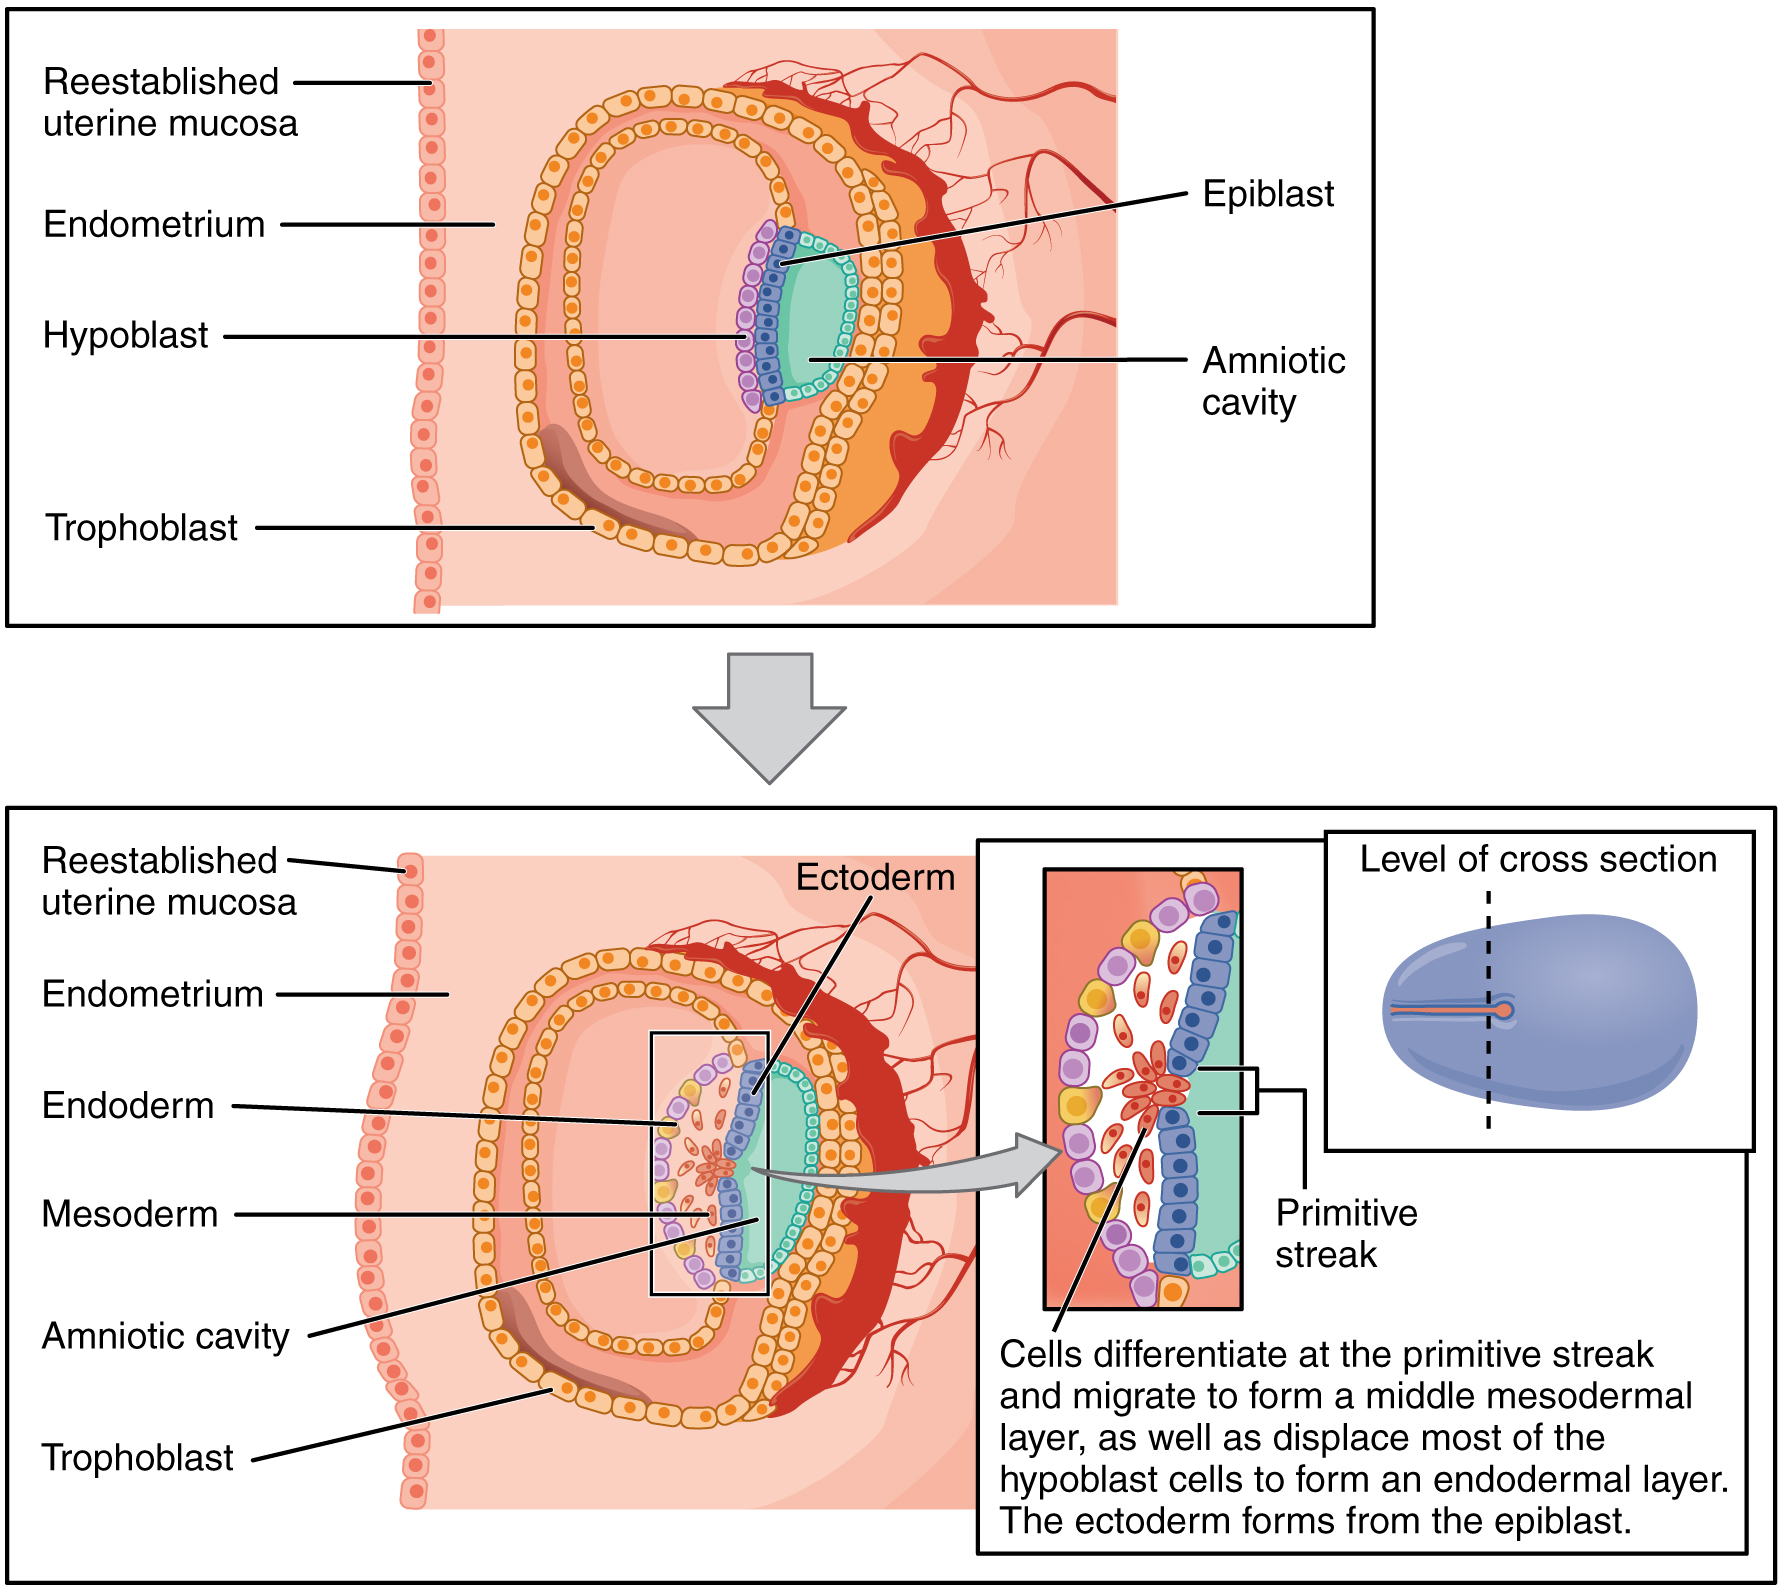 Reestablished
uterine mucosa
Endometrium
Hypoblast
Trophoblast
Epiblast
Amniotic
cavity
Reestablished
uterine mucosa
Endometrium
Endoderm
Mesoderm
Amniotic cavity
Trophoblast
Ectoderm
Level of cross section
Primitive
streak
Cells differentiate at the primitive streak
and migrate to form a middle mesodermal
layer, as well as displace most of the
hypoblast cells to form an endodermal layer.
The ectoderm forms from the epiblast.